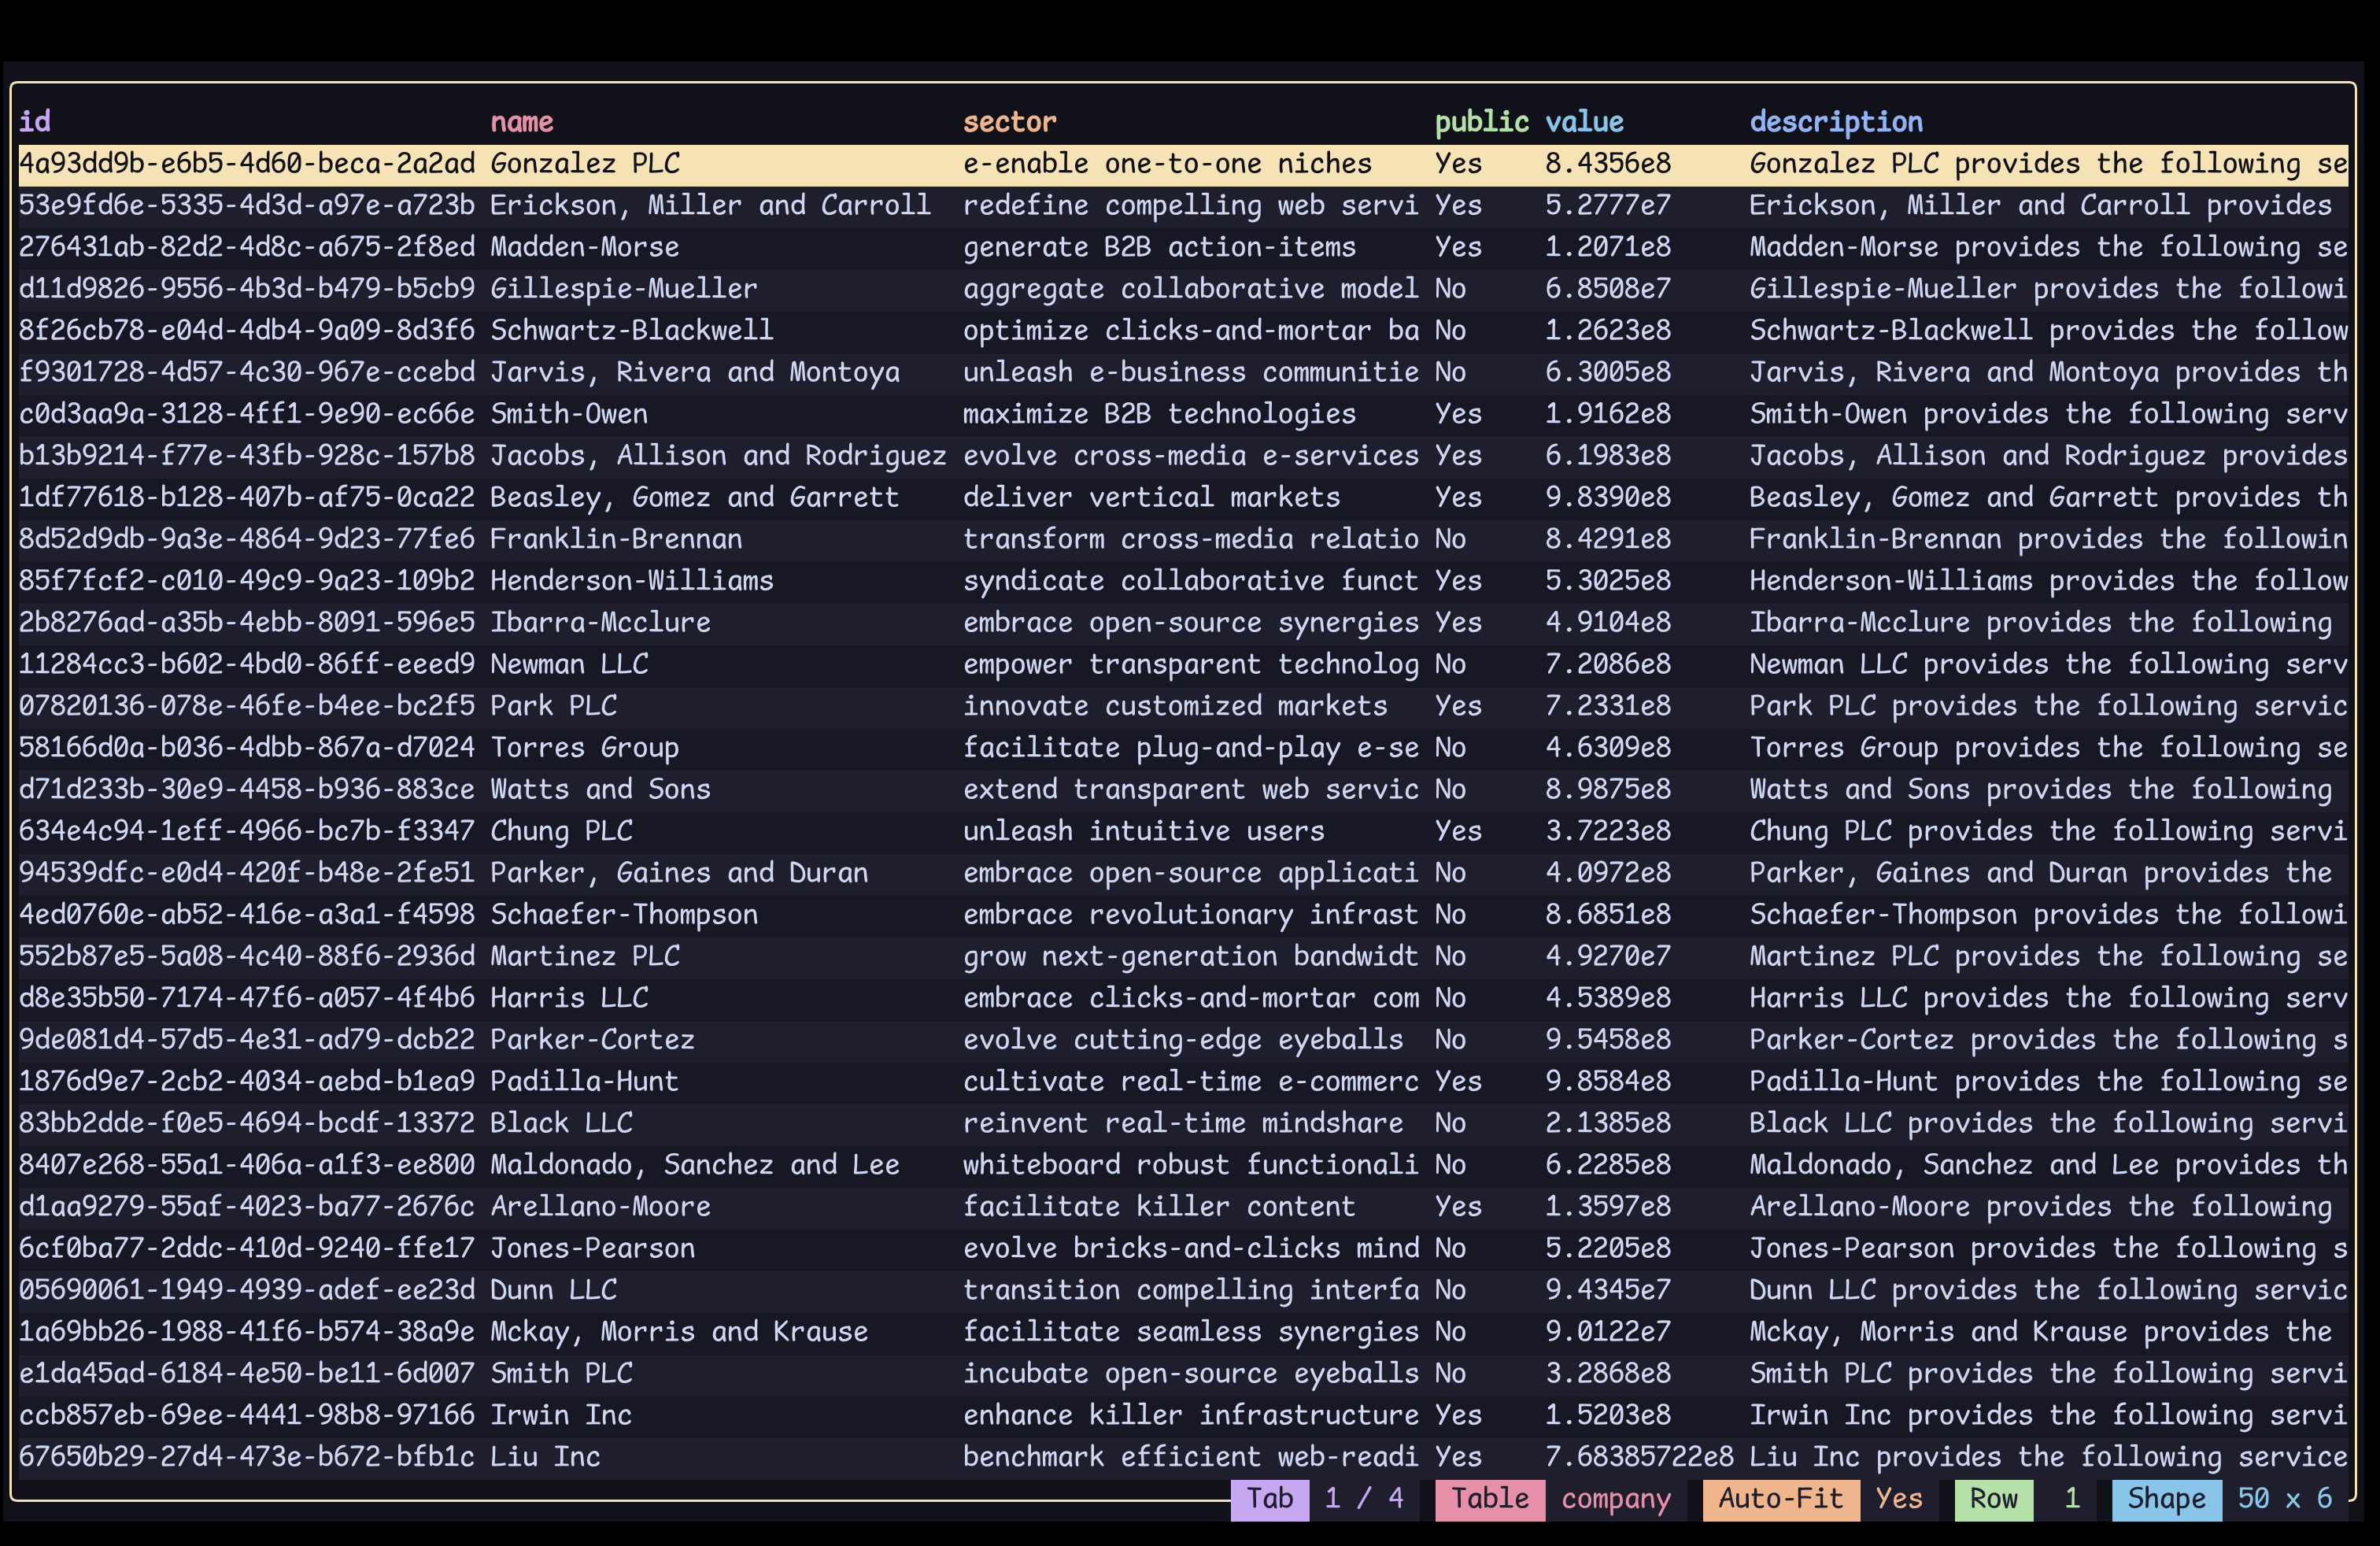 id name sector public value description
4a93dd9b-e6b5-4d60-beca-2a2ad Gonzalez PLC e-enable one-to-one niches Yes 8.4356e8 Gonzalez PLC provides the following se
53e9fd6e-5335-4d3d-a97e-a723b Erickson, Miller and Carroll redefine compelling web servi Yes 5.2777e7 Erickson, Miller and Carroll provides
276431ab-82d2-4d8c-a675-2f8ed Madden-Morse generate B2B action-items Yes 1.2071e8 Madden-Morse provides the following se
d11d9826-9556-4b3d-b479-b5cb9 Gillespie-Mueller aggregate collaborative model No 6.8508e7 Gillespie-Mueller provides the followi
8f26cb78-e04d-4db4-9a09-8d3f6 Schwartz-Blackwell optimize clicks-and-mortar ba No 1.2623e8 Schwartz-Blackwell provides the follow
f9301728-4d57-4c30-967e-ccebd Jarvis, Rivera and Montoya unleash e-business communitie No 6.3005e8 Jarvis, Rivera and Montoya provides th
c0d3aa9a-3128-4ff1-9e90-ec66e Smith-Owen maximize B2B technologies Yes 1.9162e8 Smith-Owen provides the following serv
b13b9214-f77e-43fb-928c-157b8 Jacobs, Allison and Rodriguez evolve cross-media e-services Yes 6.1983e8 Jacobs, Allison and Rodriguez provides
1df77618-b128-407b-af75-0ca22 Beasley, Gomez and Garrett deliver vertical markets Yes 9.8390e8 Beasley, Gomez and Garrett provides th
8d52d9db-9a3e-4864-9d23-77fe6 Franklin-Brennan transform cross-media relatio No 8.4291e8 Franklin-Brennan provides the followin
85f7fcf2-c010-49c9-9a23-109b2 Henderson-Williams syndicate collaborative funct Yes 5.3025e8 Henderson-Williams provides the follow
2b8276ad-a35b-4ebb-8091-596e5 Ibarra-Mcclure embrace open-source synergies Yes 4.9104e8 Ibarra-Mcclure provides the following
11284cc3-b602-4bd0-86ff-eeed9 Newman LLC empower transparent technolog No 7.2086e8 Newman LLC provides the following serv
07820136-078e-46fe-b4ee-bc2f5 Park PLC innovate customized markets Yes 7.2331e8 Park PLC provides the following servic
58166d0a-b036-4dbb-867a-d7024 Torres Group facilitate plug-and-play e-se No 4.6309e8 Torres Group provides the following se
d71d233b-30e9-4458-b936-883ce Watts and Sons extend transparent web servic No 8.9875e8 Watts and Sons provides the following
634e4c94-1eff-4966-bc7b-f3347 Chung PLC unleash intuitive users Yes 3.7223e8 Chung PLC provides the following servi
94539dfc-e0d4-420f-b48e-2fe51 Parker, Gaines and Duran embrace open-source applicati No 4.0972e8 Parker, Gaines and Duran provides the
4ed0760e-ab52-416e-a3a1-f4598 Schaefer-Thompson embrace revolutionary infrast No 8.6851e8 Schaefer-Thompson provides the followi
552b87e5-5a08-4c40-88f6-2936d Martinez PLC grow next-generation bandwidt No 4.9270e7 Martinez PLC provides the following se
d8e35b50-7174-47f6-a057-4f4b6 Harris LLC embrace clicks-and-mortar com No 4.5389e8 Harris LLC provides the following serv
9de081d4-57d5-4e31-ad79-dcb22 Parker-Cortez evolve cutting-edge eyeballs No 9.5458e8 Parker-Cortez provides the following s
1876d9e7-2cb2-4034-aebd-b1ea9 Padilla-Hunt cultivate real-time e-commerc Yes 9.8584e8 Padilla-Hunt provides the following se
83bb2dde-f0e5-4694-bcdf-13372 Black LLC reinvent real-time mindshare No 2.1385e8 Black LLC provides the following servi
8407e268-55a1-406a-a1f3-ee800 Maldonado, Sanchez and Lee whiteboard robust functionali No 6.2285e8 Maldonado, Sanchez and Lee provides th
d1aa9279-55af-4023-ba77-2676c Arellano-Moore facilitate killer content Yes 1.3597e8 Arellano-Moore provides the following
6cf0ba77-2ddc-410d-9240-ffe17 Jones-Pearson evolve bricks-and-clicks mind No 5.2205e8 Jones-Pearson provides the following s
05690061-1949-4939-adef-ee23d Dunn LLC transition compelling interfa No 9.4345e7 Dunn LLC provides the following servic
1a69bb26-1988-41f6-b574-38a9e Mckay, Morris and Krause facilitate seamless synergies No 9.0122e7 Mckay, Morris and Krause provides the
e1da45ad-6184-4e50-be11-6d007 Smith PLC incubate open-source eyeballs No 3.2868e8 Smith PLC provides the following servi
ccb857eb-69ee-4441-98b8-97166 Irwin Inc enhance killer infrastructure Yes 1.5203e8 Irwin Inc provides the following servi
67650b29-27d4-473e-b672-bfb1c Liu Inc benchmark efficient web-readi Yes 7.68385722e8 Liu Inc provides the following service
Tab 1 / 4 Table company Auto-Fit Yes Row 1 Shape 50 x 6